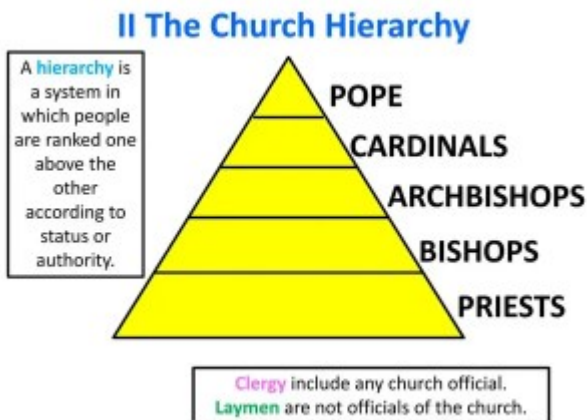 II The Church Hierarchy
A hierarchy is
a system in
which people
are ranked one
above the
other
according to
status or
authority.
POPE
CARDINALS
ARCHBISHOPS
BISHOPS
PRIESTS
Clergy include any church official.
Laymen are not officials of the church.